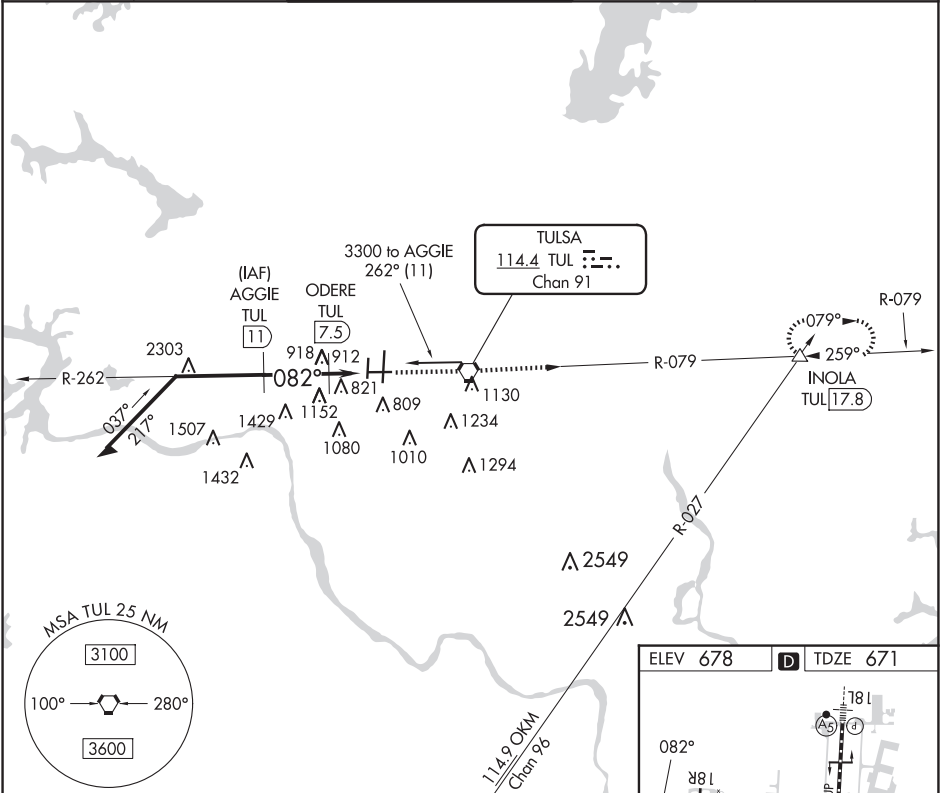 TULSA
114.4 TUL
Chan 91
3300 to AGGIE
262° (11)
(IAF)
AGGIE
TUL
11
ODERE
TUL
7.5
R-079
079°
259°
2303
918
912
R-262
082°
821
R-079
INOLA
TUL 17.8
1130
037°
217°
1507
1429
1152
809
1234
1432
1080
1010
1294
R-027
2549
2549
MSA TUL 25 NM
3100
100°
280°
3600
114.9 OKM
Chan 96
ELEV 678
D
TDZE 671
18L
A5
P
082°
18R
UP